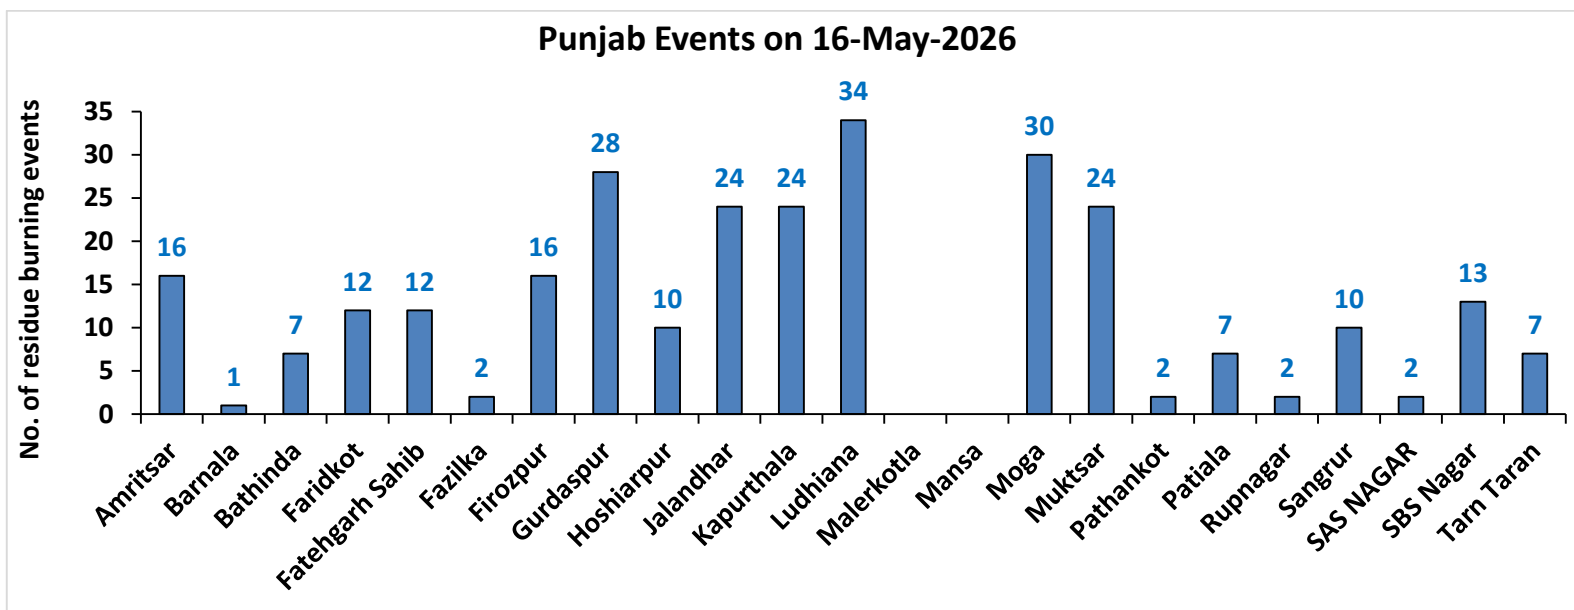 Punjab Events on 16-May-2026
No. of residue burning events
35
30
25
20
15
10
5
0
16
1
7
12
12
2
16
28
10
24
24
34
30
24
2
7
2
10
2
13
7
Amritsar
Barnala
Bathinda
Faridkot
Fatehgarh Sahib
Fazilka
Firozpur
Gurdaspur
Hoshiarpur
Jalandhar
Kapurthala
Ludhiana
Malerkotla
Mansa
Moga
Muktsar
Pathankot
Patiala
Rupnagar
Sangrur
SAS NAGAR
SBS Nagar
Tarn Taran